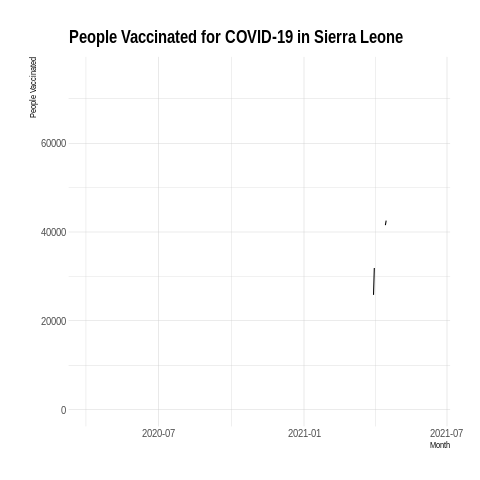 People Vaccinated for COVID-19 in Sierra Leone
People Vaccinated
60000
40000
20000
0
2020-07
2021-01
2021-07
Month